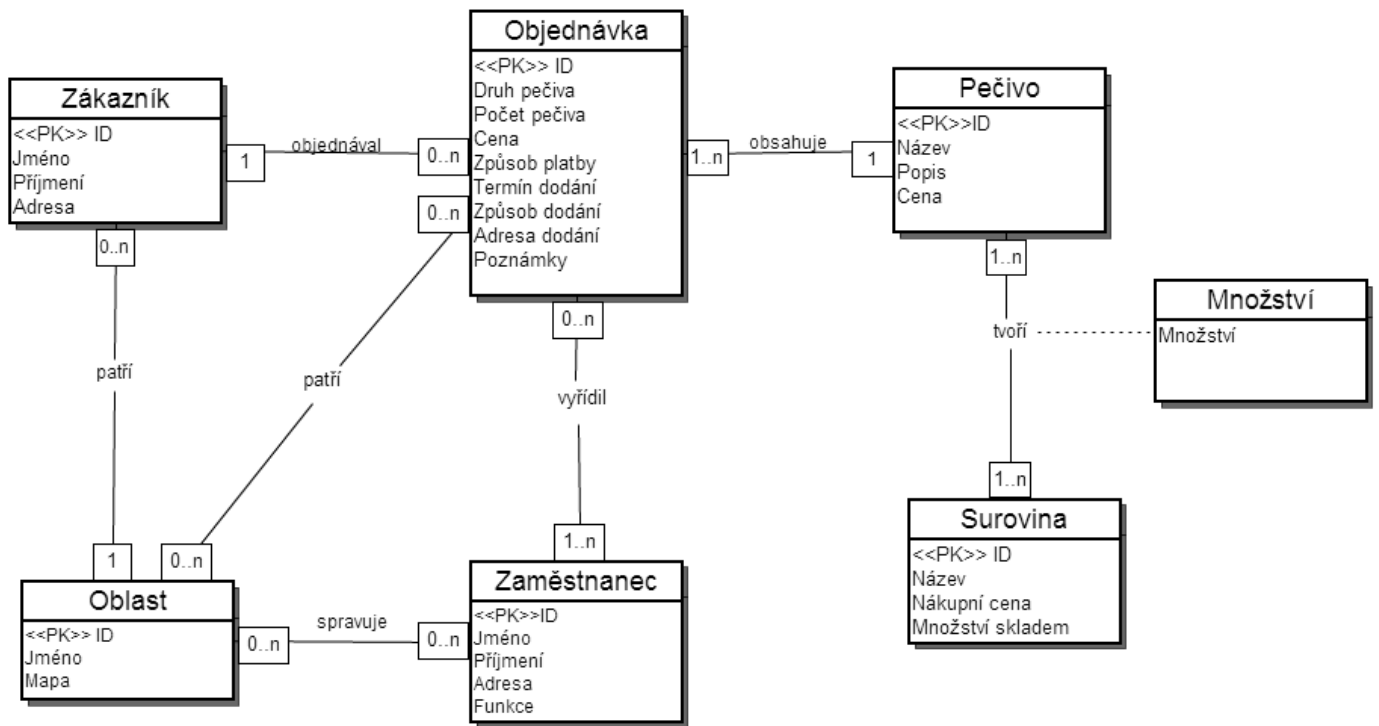 Objednávka
<<PK>> ID
Druh pečiva
Počet pečiva
Cena
Způsob platby
Termín dodání
Způsob dodání
Adresa dodání
Poznámky
Zákazník
<<PK>> ID
Jméno
Příjmení
Adresa
1
objednával
0..n
0..n
1..n
obsahuje
1
Pečivo
<<PK>>ID
Název
Popis
Cena
0..n
0..n
1..n
Množství
Množství
tvoří
patří
patří
vyřídil
1..n
Surovina
<<PK>> ID
Název
Nákupní cena
Množství skladem
1
0..n
1..n
Oblast
<<PK>> ID
Jméno
Mapa
0..n
spravuje
0..n
Zaměstnanec
<<PK>>ID
Jméno
Příjmení
Adresa
Funkce